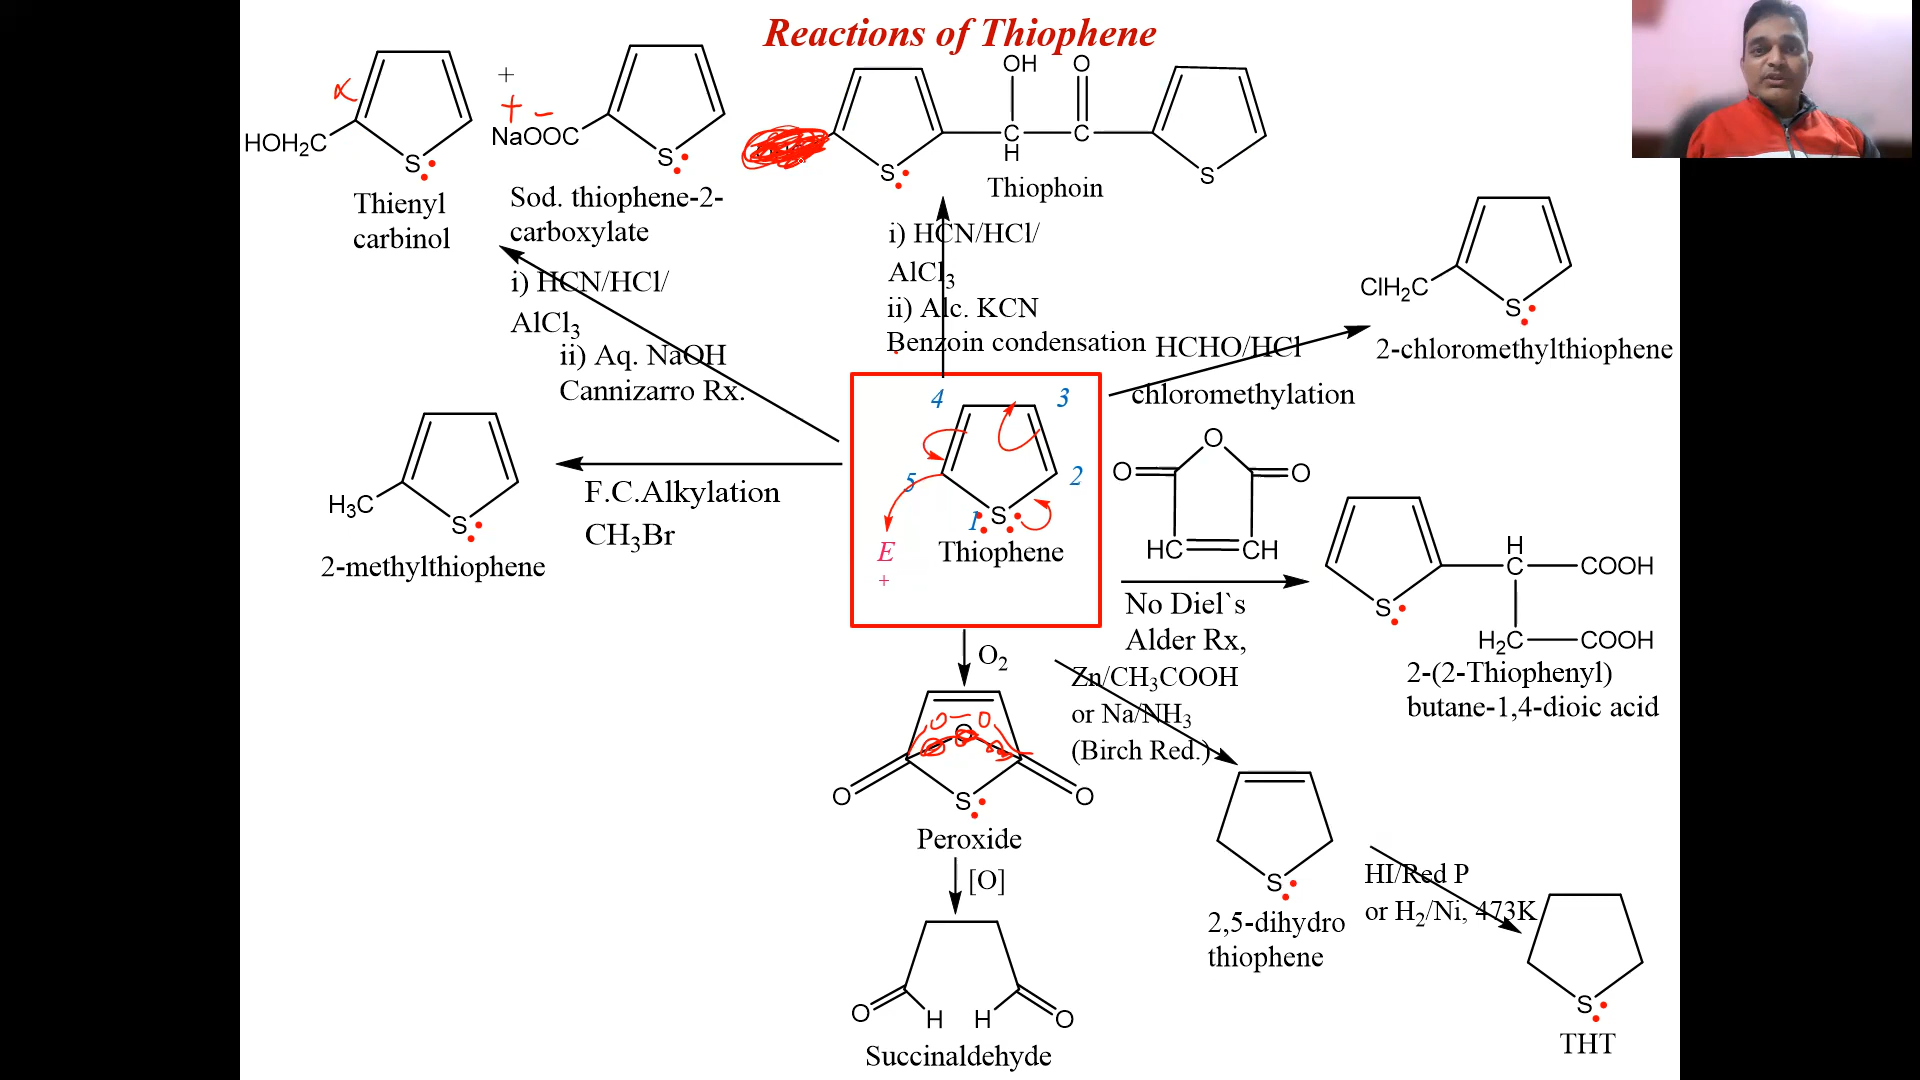 Reactions of Thiophene
α
HOH2C
S
Thienyl
carbinol
+
+ -
NaOOC
S
Sod. thiophene-2-
carboxylate
OH
O
C
H
C
S
S
Thiophoin
i) HCN/HCl/
AlCl3
ii) Aq. NaOH
Cannizarro Rx.
i) HCN/HCl/
AlCl3
ii) Alc. KCN
Benzoin condensation
HCHO/HCl
chloromethylation
ClH2C
S
2-chloromethylthiophene
H3C
S
2-methylthiophene
F.C.Alkylation
CH3Br
4
3
5
2
1
S
E
+
Thiophene
O
O
O
HC
CH
No Diel`s
Alder Rx,
S
H
C
COOH
H2C
COOH
2-(2-Thiophenyl)
butane-1,4-dioic acid
O2
O - O
O
O
O
S
Peroxide
[O]
O
H
H
O
Succinaldehyde
Zn/CH3COOH
or Na/NH3
(Birch Red.)
S
2,5-dihydro
thiophene
HI/Red P
or H2/Ni, 473K
S
THT